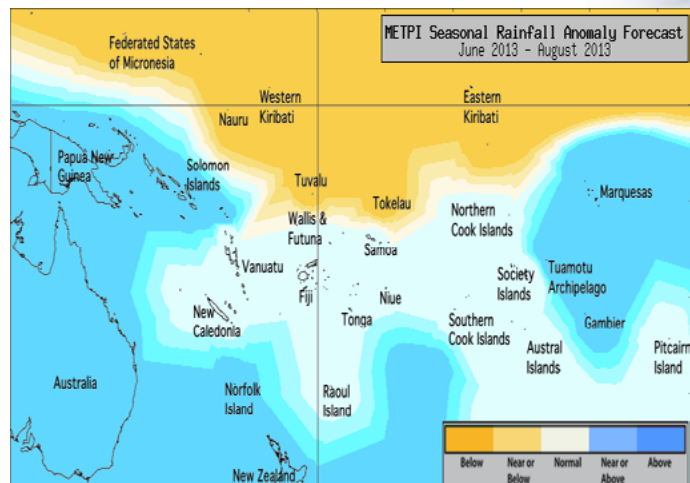 METPI Seasonal Rainfall Anomaly Forecast
June 2013 - August 2013
Federated States
of Micronesia
Western
Kiribati
Eastern
Kiribati
Nauru
Papua New
Guinea
Solomon
Islands
Tuvalu
Tokelau
Marquesas
Wallis &
Futuna
Northern
Cook Islands
Samoa
Vanuatu
Society
Islands
Tuamotu
Archipelago
Fiji
Niue
New
Caledonia
Tonga
Southern
Cook Islands
Gambier
Austral
Islands
Pitcairn
Island
Australia
Norfolk
Island
Raoul
Island
New Zealand
Below
Near or
Below
Normal
Near or
Above
Above